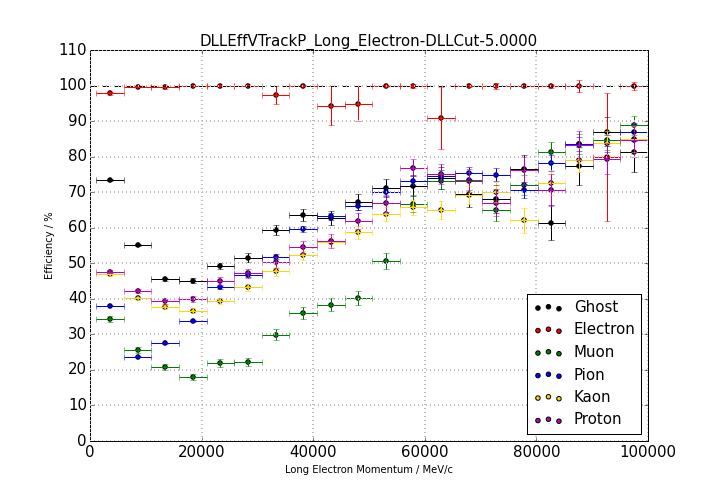 DLLEffVTrackP_Long_Electron-DLLCut-5.0000
110
100
90
80
70
60
50
40
30
20
10
0
Efficiency / %
Ghost
Electron
Muon
Pion
Kaon
Proton
0 20000 40000 60000 80000 100000
Long Electron Momentum / MeV/c